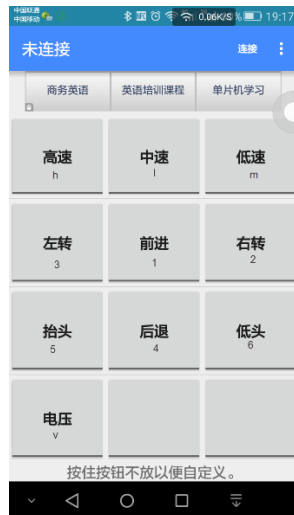 中国联通
中国移动
0.06K/S % 19:17
未连接 连接
商务英语 英语培训课程 单片机学习
高速 中速 低速
h l m
左转 前进 右转
3 1 2
抬头 后退 低头
5 4 6
电压
v
按住按钮不放以便自定义。